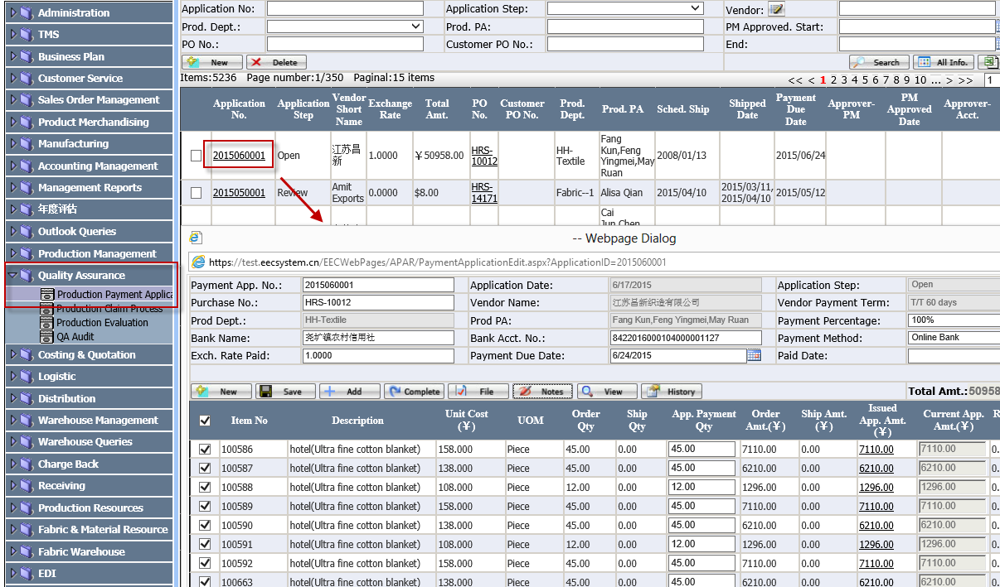 Administration
TMS
Business Plan
Customer Service
Sales Order Management
Product Merchandising
Manufacturing
Accounting Management
Management Reports
年度评估
Outlook Queries
Production Management
Quality Assurance
Production Payment Applica
Production Claim Process
Production Evaluation
QA Audit
Costing & Quotation
Logistic
Distribution
Warehouse Management
Warehouse Queries
Charge Back
Receiving
Production Resources
Fabric & Material Resource
Fabric Warehouse
EDI
Application No: Application Step: Vendor:
Prod. Dept.: Prod. PA: PM Approved. Start:
PO No.: Customer PO No.: End:
New Delete Search All Info.
Items:5236 Page number:1/350 Paginal:15 items << < 1 2 3 4 5 6 7 8 9 10 ... > >> 1
Application No. Application Step Vendor Short Name Exchange Rate Total Amt. PO No. Customer PO No. Prod. Dept. Prod. PA Sched. Ship Shipped Date Payment Due Date Approver-PM PM Approved Date Approver-Acct.
2015060001 Open 江苏昌新 1.0000 ¥50958.00 HRS-10012 HH-Textile Fang Kun,Feng Yingmei,May Ruan 2008/01/13 2015/06/24
2015050001 Review Amit Exports 0.0000 $8.00 HRS-14171 Fabric--1 Alisa Qian 2015/04/10 2015/03/11,2015/04/10 2015/05/12
Cai
Jun,Chen
-- Webpage Dialog
https://test.eecsystem.cn/EECWebPages/APAR/PaymentApplicationEdit.aspx?ApplicationID=2015060001
Payment App. No.: 2015060001 Application Date: 6/17/2015 Application Step: Open
Purchase No.: HRS-10012 Vendor Name: 江苏昌新织造有限公司 Vendor Payment Term: T/T 60 days
Prod Dept.: HH-Textile Prod PA: Fang Kun,Feng Yingmei,May Ruan Payment Percentage: 100%
Bank Name: 尧圹镇农村信用社 Bank Acct. No.: 8422016000104000001127 Payment Method: Online Bank
Exch. Rate Paid: 1.0000 Payment Due Date: 6/24/2015 Paid Date:
New Save Add Complete File Notes View History Total Amt.:50958
Item No Description Unit Cost (¥) UOM Order Qty Ship Qty App. Payment Qty Order Amt.(¥) Ship Amt. (¥) Issued App. Amt. (¥) Current App. Amt.(¥) R
100586 hotel(Ultra fine cotton blanket) 158.000 Piece 45.00 0.00 45.00 7110.00 0.00 7110.00 7110.00 0.
100587 hotel(Ultra fine cotton blanket) 138.000 Piece 45.00 0.00 45.00 6210.00 0.00 6210.00 6210.00 0.
100588 hotel(Ultra fine cotton blanket) 108.000 Piece 12.00 0.00 12.00 1296.00 0.00 1296.00 1296.00 0.
100589 hotel(Ultra fine cotton blanket) 158.000 Piece 45.00 0.00 45.00 7110.00 0.00 7110.00 7110.00 0.
100590 hotel(Ultra fine cotton blanket) 138.000 Piece 45.00 0.00 45.00 6210.00 0.00 6210.00 6210.00 0.
100591 hotel(Ultra fine cotton blanket) 108.000 Piece 12.00 0.00 12.00 1296.00 0.00 1296.00 1296.00 0.
100592 hotel(Ultra fine cotton blanket) 158.000 Piece 45.00 0.00 45.00 7110.00 0.00 7110.00 7110.00 0.
100663 hotel(Ultra fine cotton blanket) 138.000 Piece 45.00 0.00 45.00 6210.00 0.00 6210.00 6210.00 0.